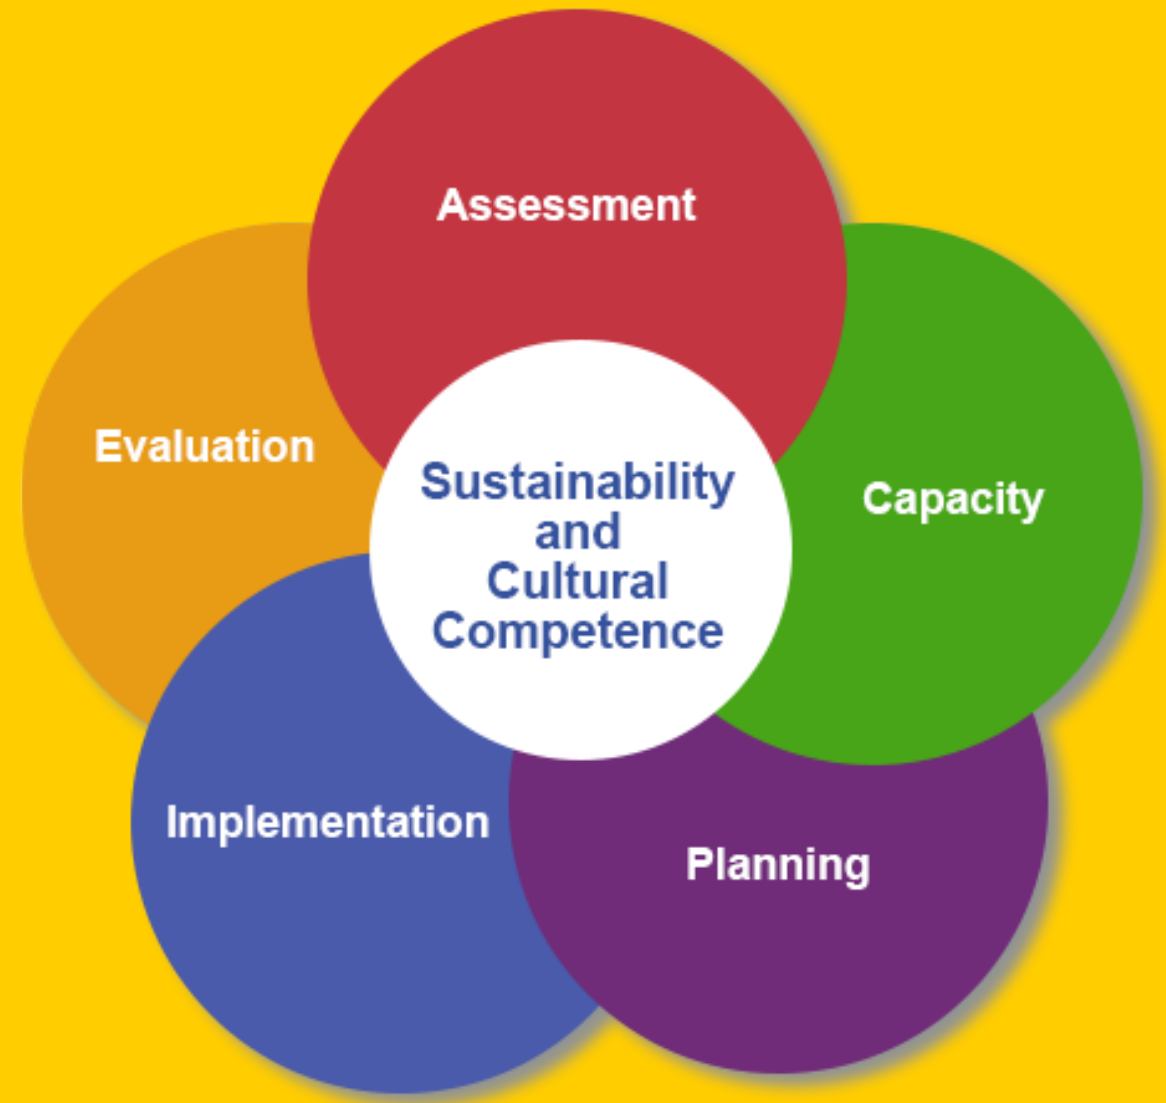 Assessment
Evaluation
Sustainability
and
Cultural
Competence
Capacity
Implementation
Planning